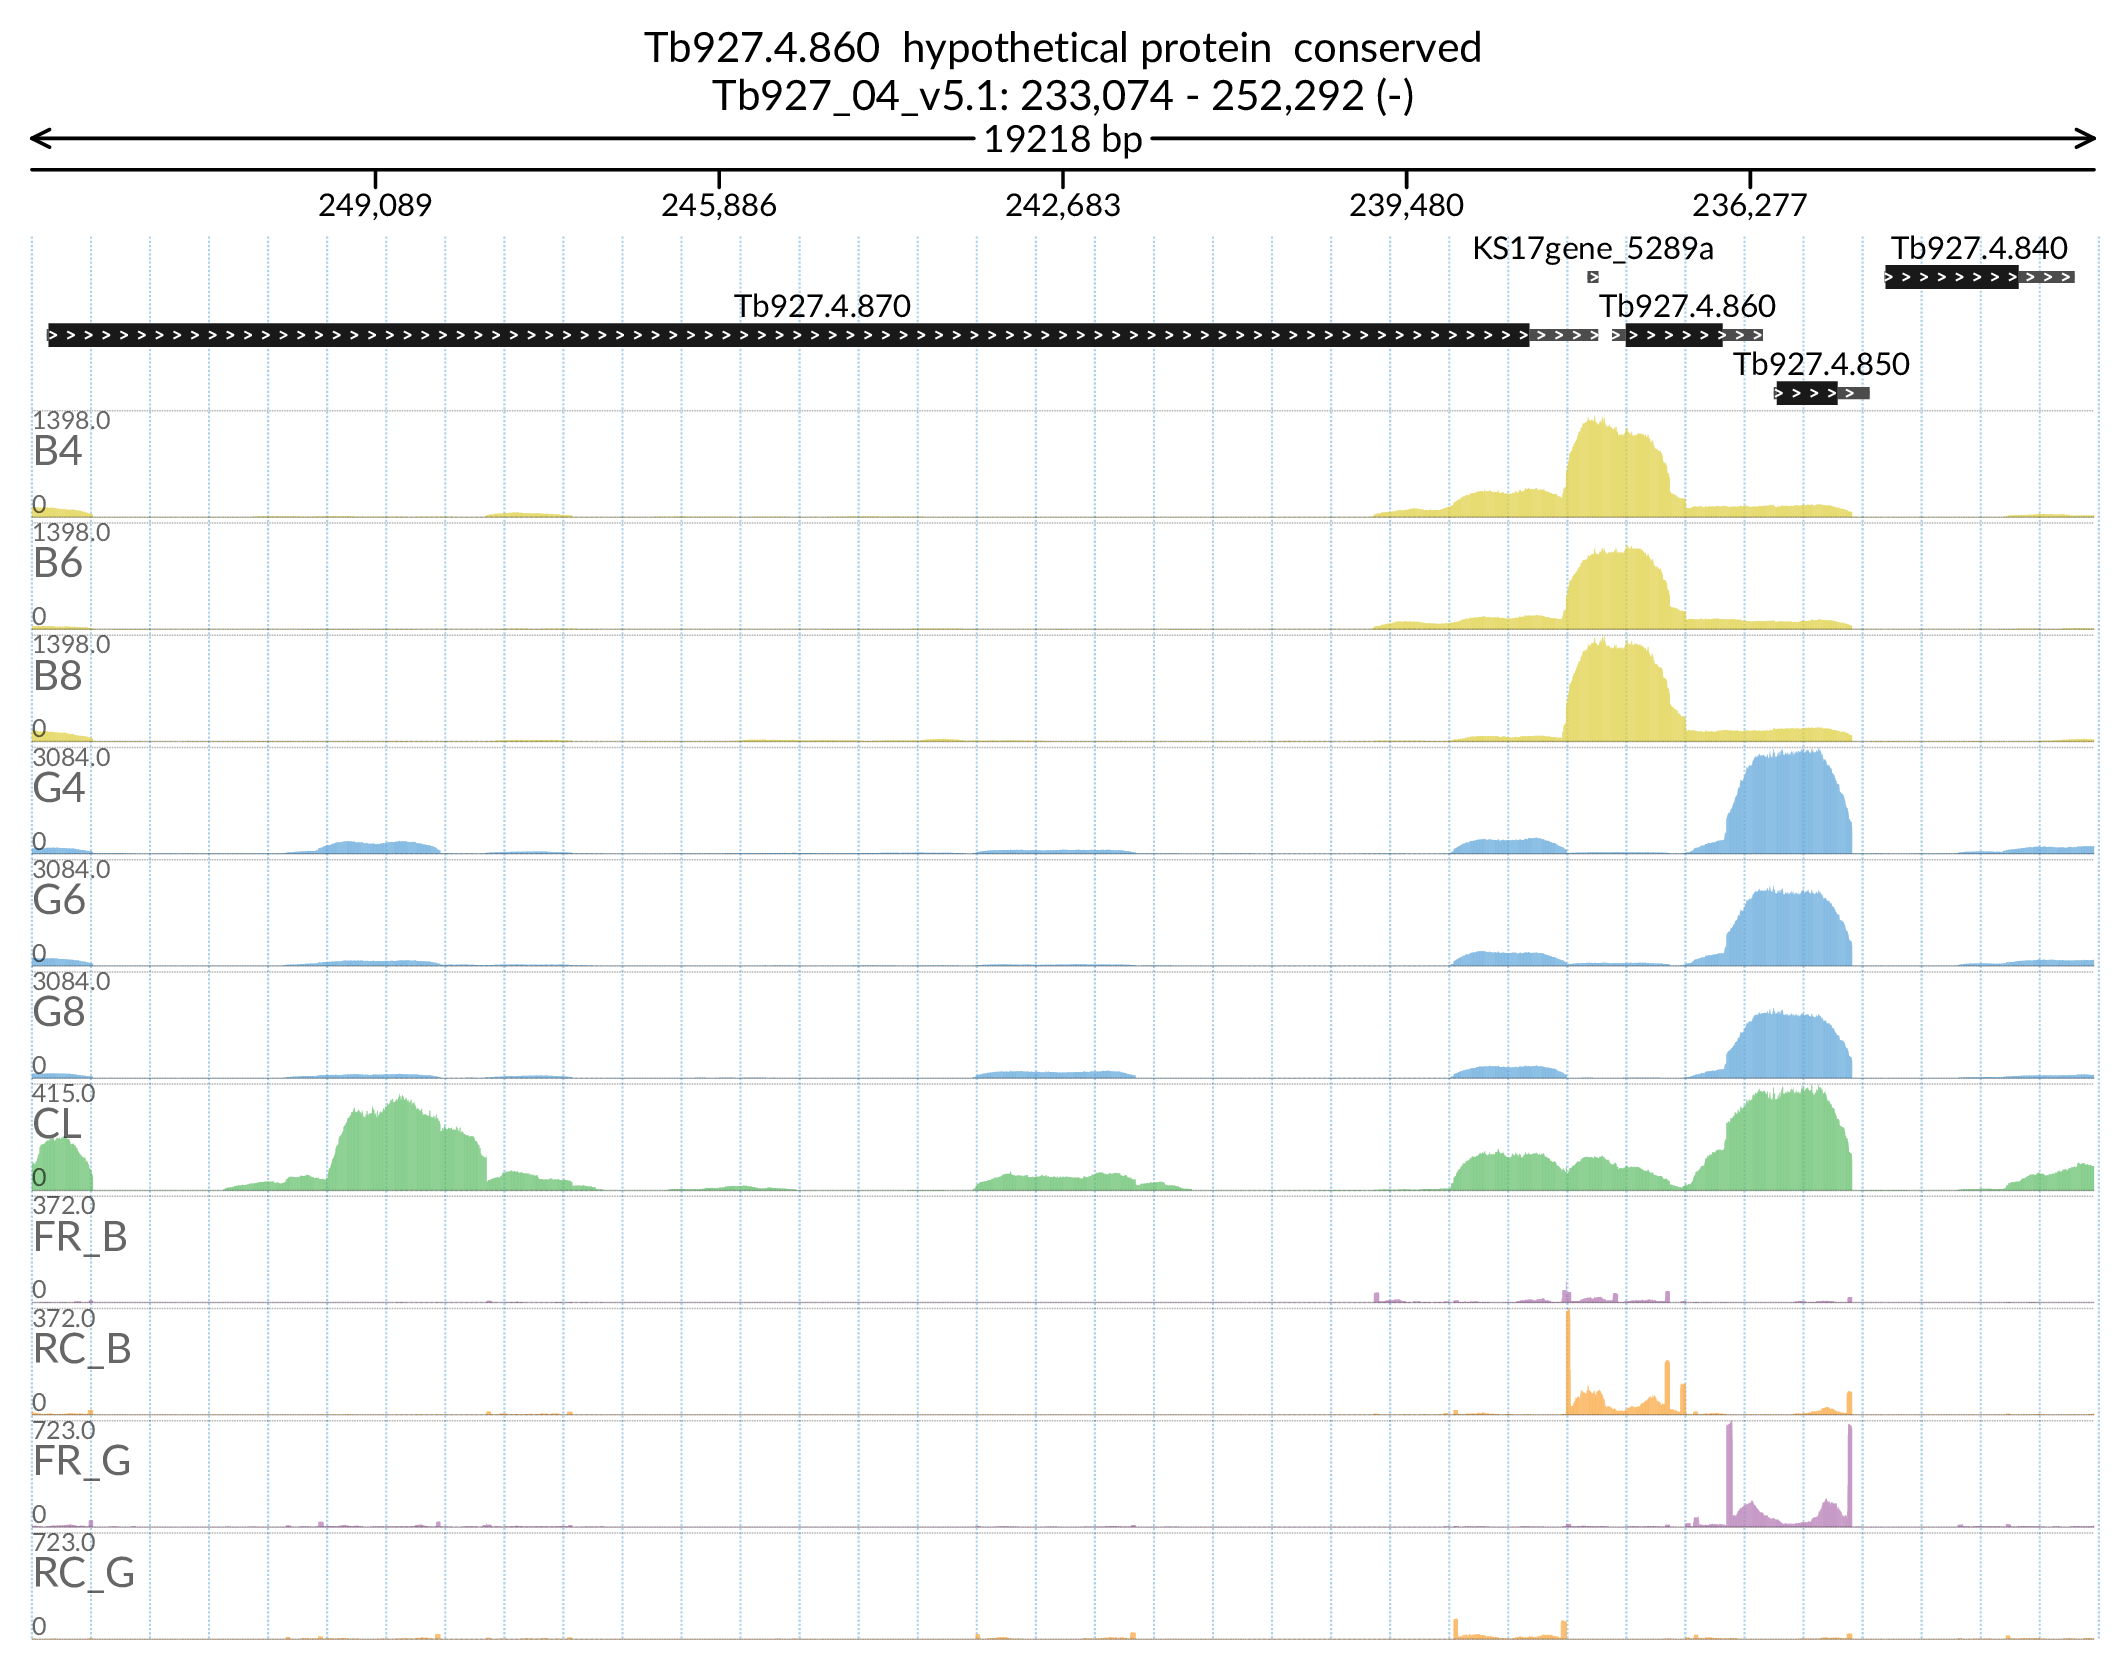 Tb927.4.860  hypothetical protein  conserved
Tb927_04_v5.1: 233,074 - 252,292 (-)
19218 bp
249,089 245,886 242,683 239,480 236,277
KS17gene_5289a Tb927.4.840
Tb927.4.870 Tb927.4.860
Tb927.4.850
1398.0
B4
0
1398.0
B6
0
1398.0
B8
0
3084.0
G4
0
3084.0
G6
0
3084.0
G8
0
415.0
CL
0
372.0
FR_B
0
372.0
RC_B
0
723.0
FR_G
0
723.0
RC_G
0